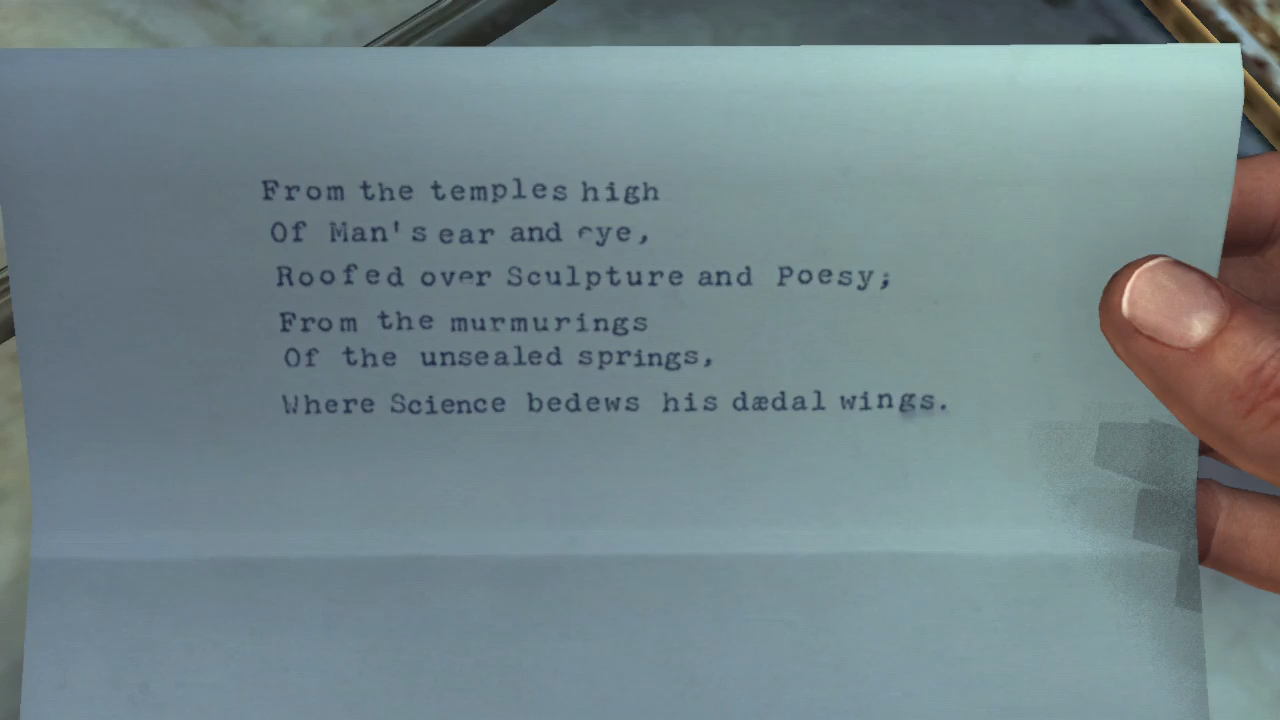 From the temples high
Of Man's ear and eye,
Roofed over Sculpture and Poesy;
From the murmurings
Of the unsealed springs,
Where Science bedews his dædal wings.